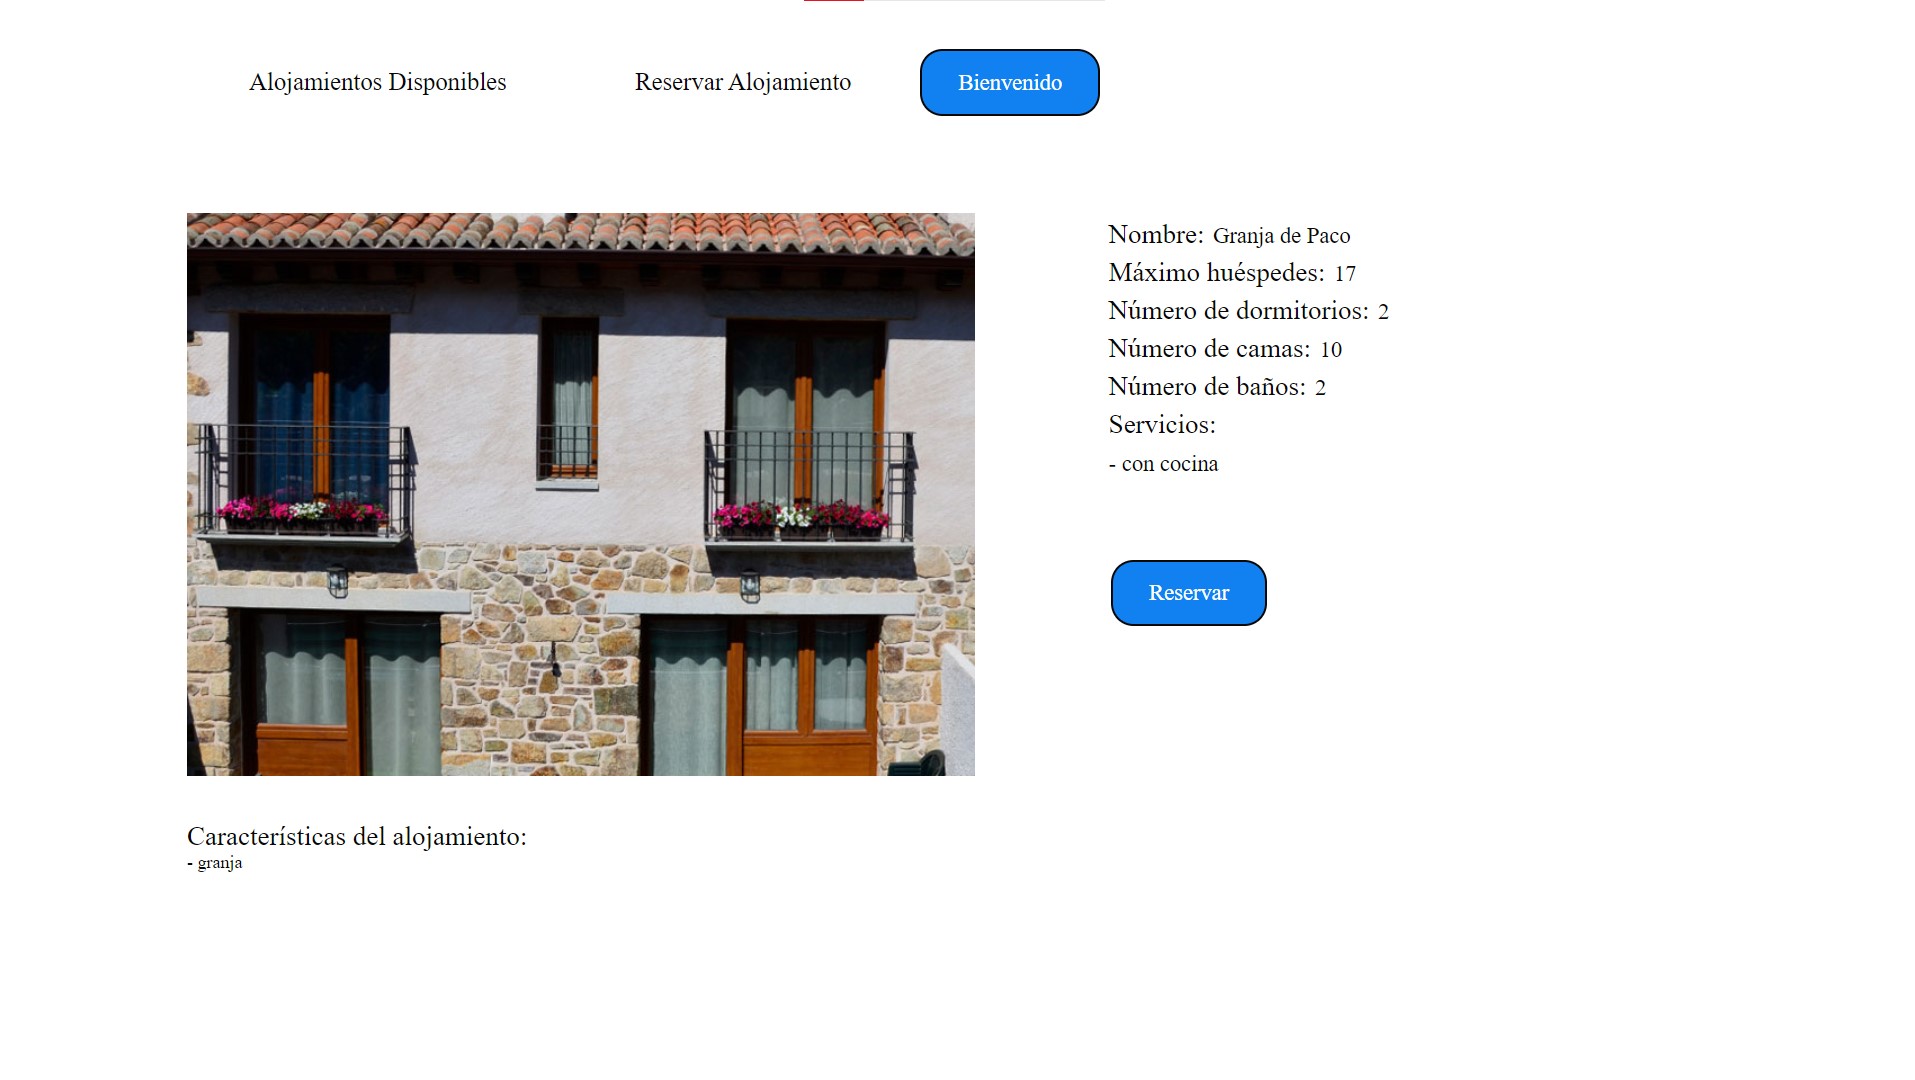 Alojamientos Disponibles
Reservar Alojamiento
Bienvenido
Nombre: Granja de Paco
Máximo huéspedes: 17
Número de dormitorios: 2
Número de camas: 10
Número de baños: 2
Servicios:
- con cocina
Reservar
Características del alojamiento:
- granja